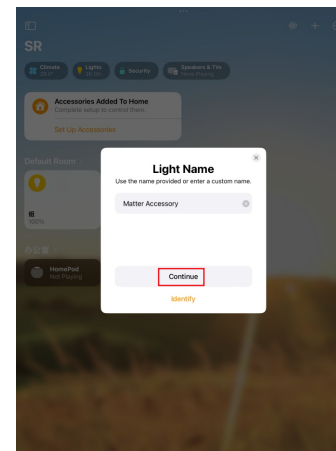 SR
Climate
Lights
Security
Speakers & TVs
Accessories Added To Home
Complete setup to control them.
Set Up Accessories
Default Room
100%
Light Name
Use the name provided or enter a custom name.
Matter Accessory
HomePod
Not Playing
Continue
Identify